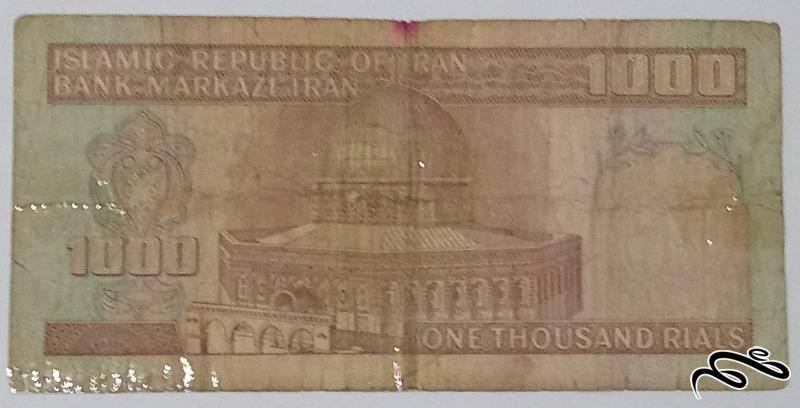 ISLAMIC REPUBLIC OF IRAN
BANK MARKAZI IRAN
1000
1000
ONE THOUSAND RIALS